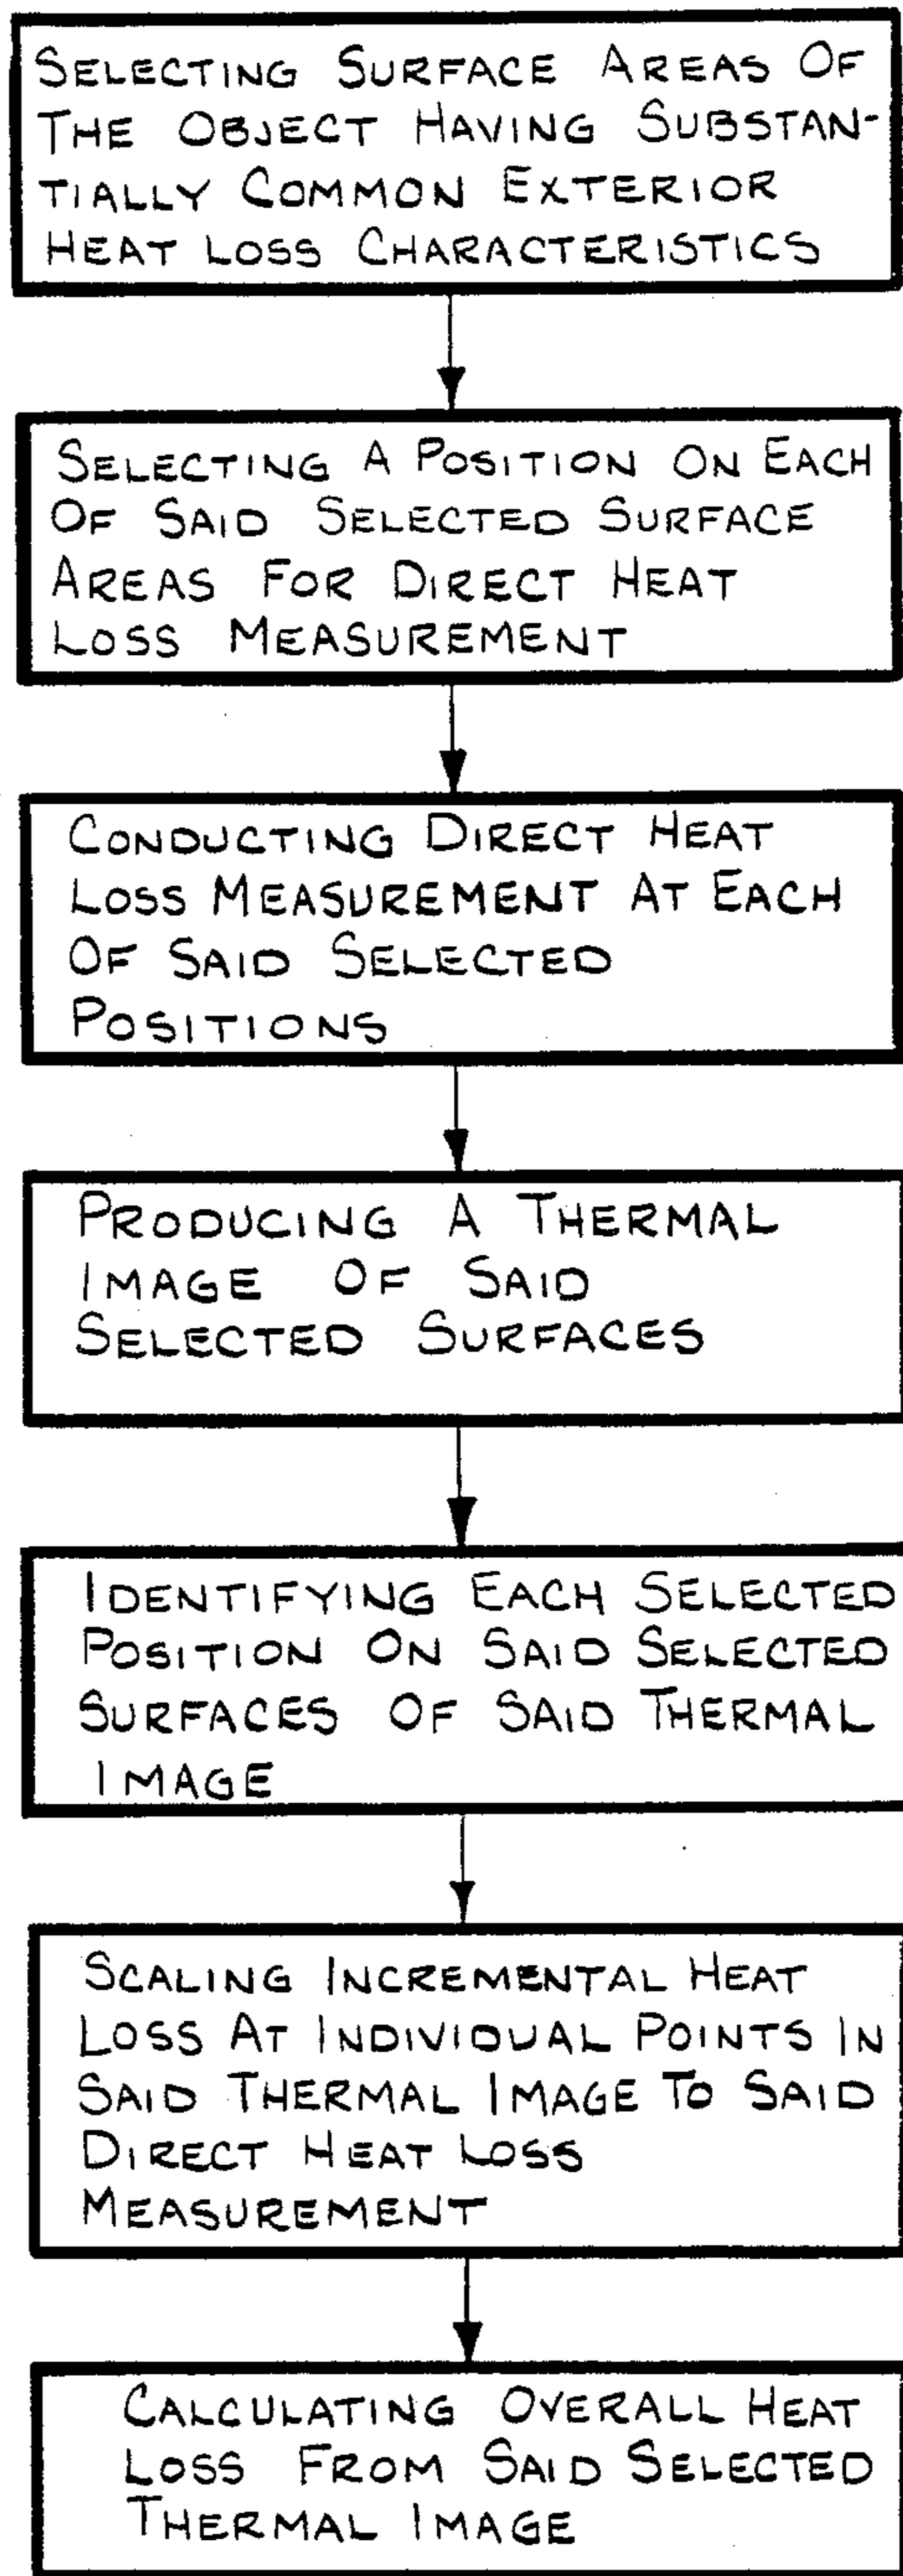 SELECTING SURFACE AREAS OF
THE OBJECT HAVING SUBSTAN-
TIALLY COMMON EXTERIOR
HEAT LOSS CHARACTERISTICS
SELECTING A POSITION ON EACH
OF SAID SELECTED SURFACE
AREAS FOR DIRECT HEAT
LOSS MEASUREMENT
CONDUCTING DIRECT HEAT
LOSS MEASUREMENT AT EACH
OF SAID SELECTED
POSITIONS
PRODUCING A THERMAL
IMAGE OF SAID
SELECTED SURFACES
IDENTIFYING EACH SELECTED
POSITION ON SAID SELECTED
SURFACES OF SAID THERMAL
IMAGE
SCALING INCREMENTAL HEAT
LOSS AT INDIVIDUAL POINTS IN
SAID THERMAL IMAGE TO SAID
DIRECT HEAT LOSS
MEASUREMENT
CALCULATING OVERALL HEAT
LOSS FROM SAID SELECTED
THERMAL IMAGE